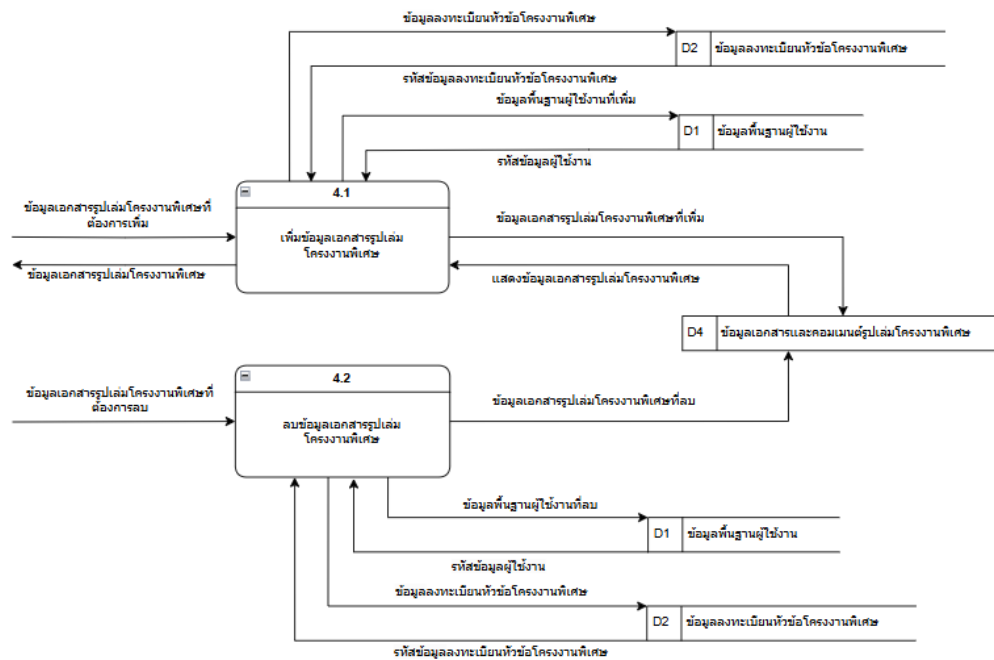 ข้อมูลลงทะเบียนหัวข้อโครงงานพิเศษ
D2 ข้อมูลลงทะเบียนหัวข้อโครงงานพิเศษ
รหัสข้อมูลลงทะเบียนหัวข้อโครงงานพิเศษ
ข้อมูลพื้นฐานผู้ใช้งานที่เพิ่ม
D1 ข้อมูลพื้นฐานผู้ใช้งาน
รหัสข้อมูลผู้ใช้งาน
4.1
ข้อมูลเอกสารรูปเล่มโครงงานพิเศษที่
ต้องการเพิ่ม
เพิ่มข้อมูลเอกสารรูปเล่ม
โครงงานพิเศษ
ข้อมูลเอกสารรูปเล่มโครงงานพิเศษที่เพิ่ม
ข้อมูลเอกสารรูปเล่มโครงงานพิเศษ
แสดงข้อมูลเอกสารรูปเล่มโครงงานพิเศษ
D4 ข้อมูลเอกสารและคอมเมนต์รูปเล่มโครงงานพิเศษ
4.2
ข้อมูลเอกสารรูปเล่มโครงงานพิเศษที่
ต้องการลบ
ลบข้อมูลเอกสารรูปเล่ม
โครงงานพิเศษ
ข้อมูลเอกสารรูปเล่มโครงงานพิเศษที่ลบ
ข้อมูลพื้นฐานผู้ใช้งานที่ลบ
D1 ข้อมูลพื้นฐานผู้ใช้งาน
รหัสข้อมูลผู้ใช้งาน
ข้อมูลลงทะเบียนหัวข้อโครงงานพิเศษ
D2 ข้อมูลลงทะเบียนหัวข้อโครงงานพิเศษ
รหัสข้อมูลลงทะเบียนหัวข้อโครงงานพิเศษ